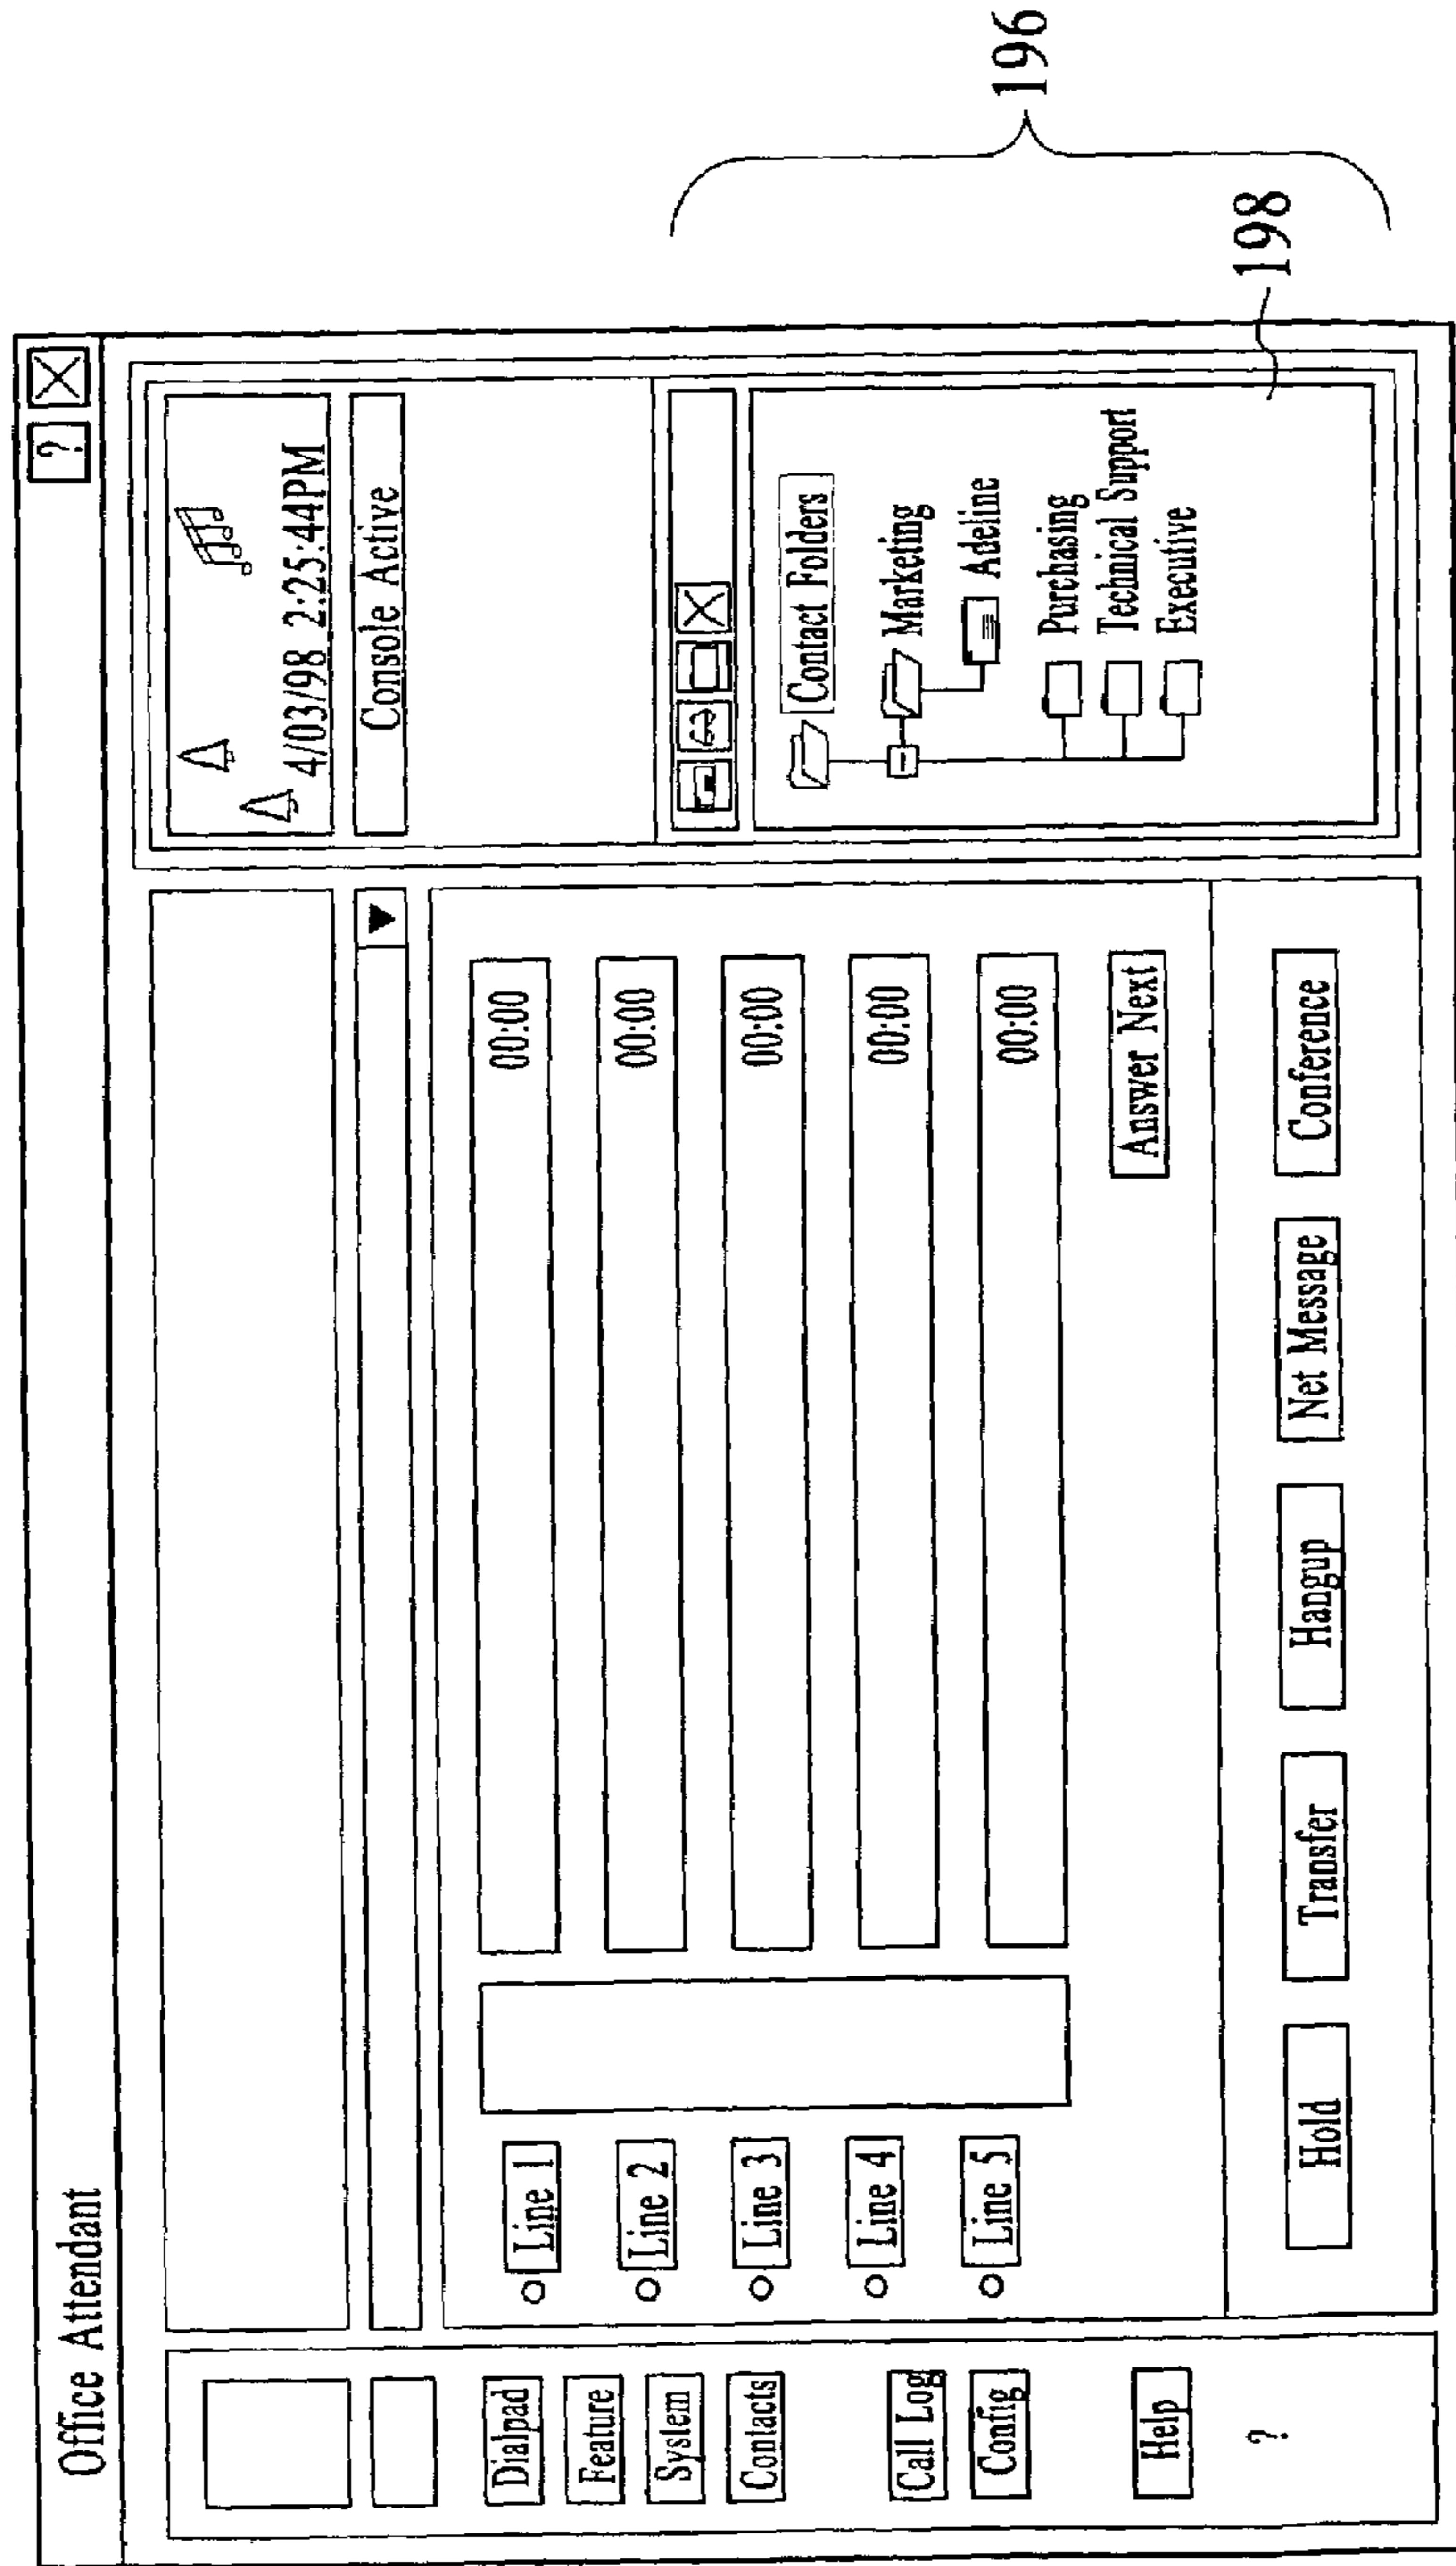 Office Attendant
?
4/03/98 2:25:44PM
Console Active
Dialpad
Feature
System
Contacts
Call Log
Config
Help
?
Line 1
00:00
Line 2
00:00
Line 3
00:00
Line 4
00:00
Line 5
00:00
Answer Next
Hold
Transfer
Hangup
Net Message
Conference
Contact Folders
Marketing
Adeline
Purchasing
Technical Support
Executive
196
198